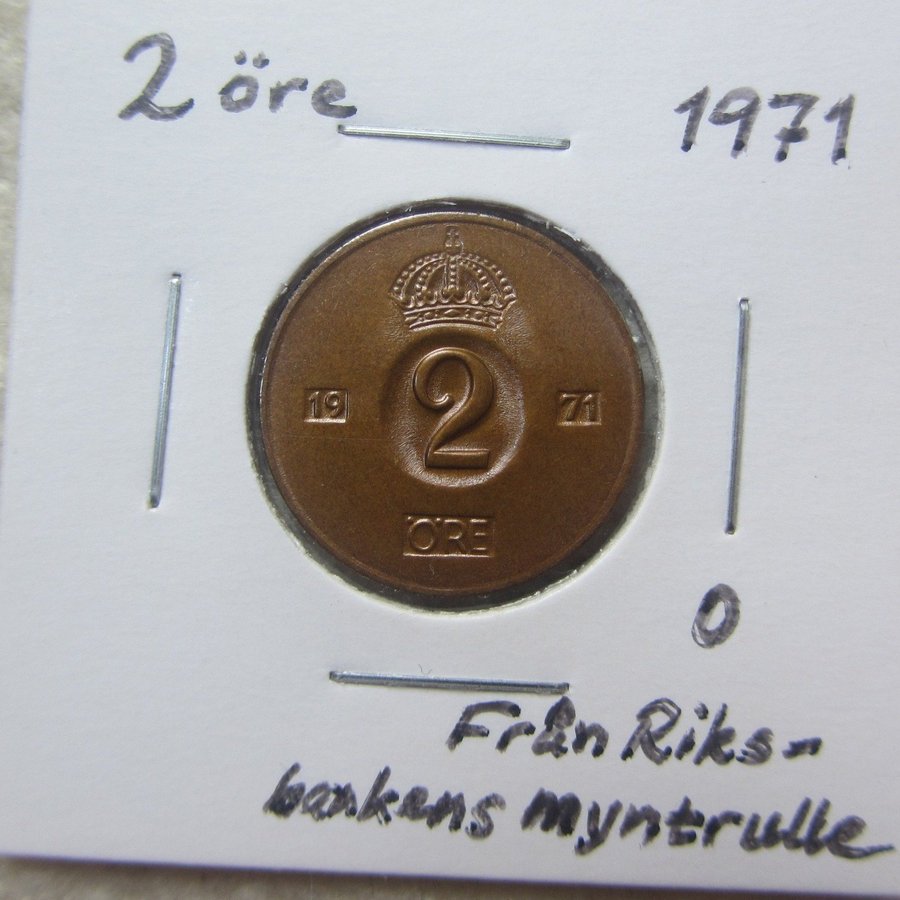 2 öre 1971
19 2 71
ÖRE
0
Från Riks-
bankens myntrulle